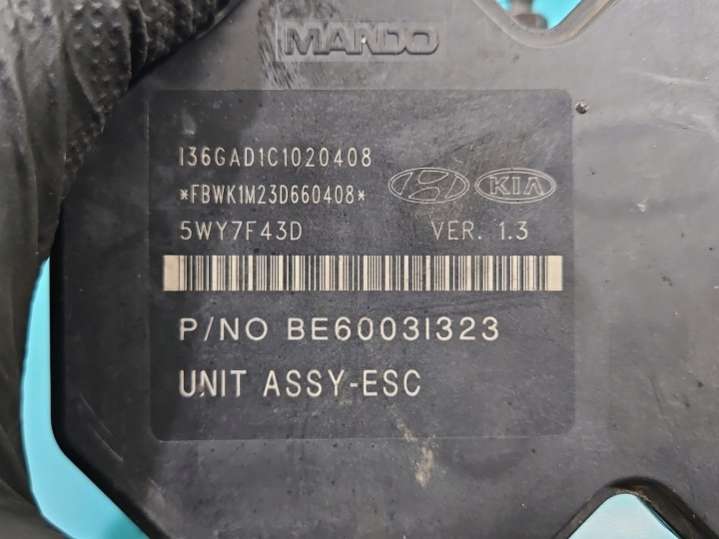 MANDO
I36GAD1C1020408
*FBWK1M23D660408*
KIA
5WY7F43D VER. 1.3
P/NO BE6003I323
UNIT ASSY-ESC